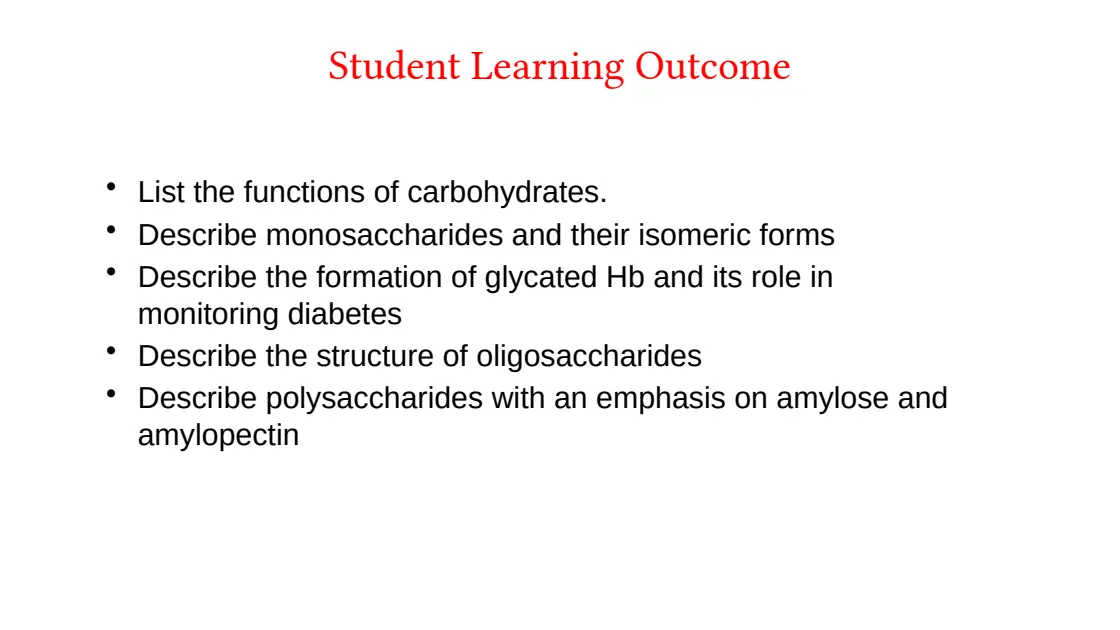 Student Learning Outcome
• List the functions of carbohydrates.
• Describe monosaccharides and their isomeric forms
• Describe the formation of glycated Hb and its role in
monitoring diabetes
• Describe the structure of oligosaccharides
• Describe polysaccharides with an emphasis on amylose and
amylopectin